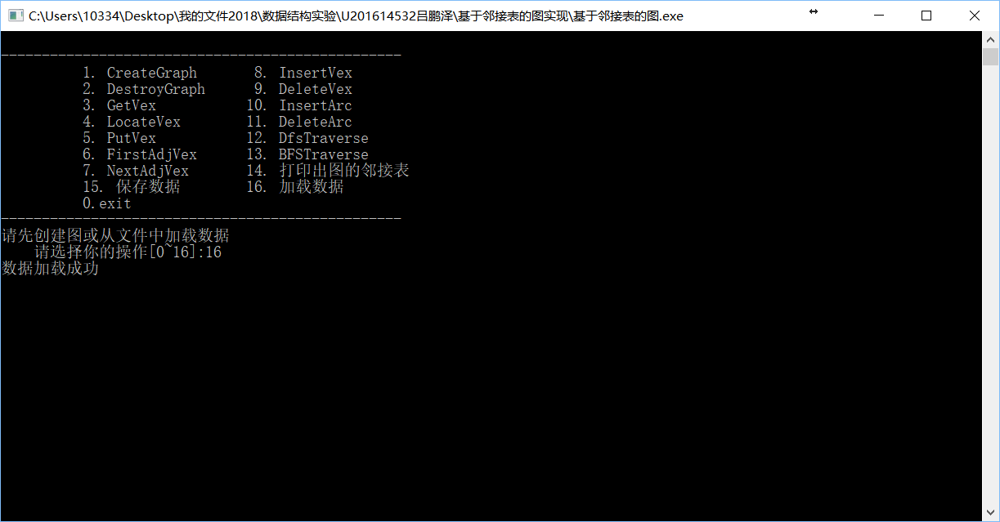 C:\Users\10334\Desktop\我的文件2018\数据结构实验\U201614532吕鹏泽\基于邻接表的图实现\基于邻接表的图.exe
-------------------------------------------------
1. CreateGraph 8. InsertVex
2. DestroyGraph 9. DeleteVex
3. GetVex 10. InsertArc
4. LocateVex 11. DeleteArc
5. PutVex 12. DfsTraverse
6. FirstAdjVex 13. BFSTraverse
7. NextAdjVex 14. 打印出图的邻接表
15. 保存数据 16. 加载数据
0.exit
-------------------------------------------------
请先创建图或从文件中加载数据
请选择你的操作[0~16]:16
数据加载成功